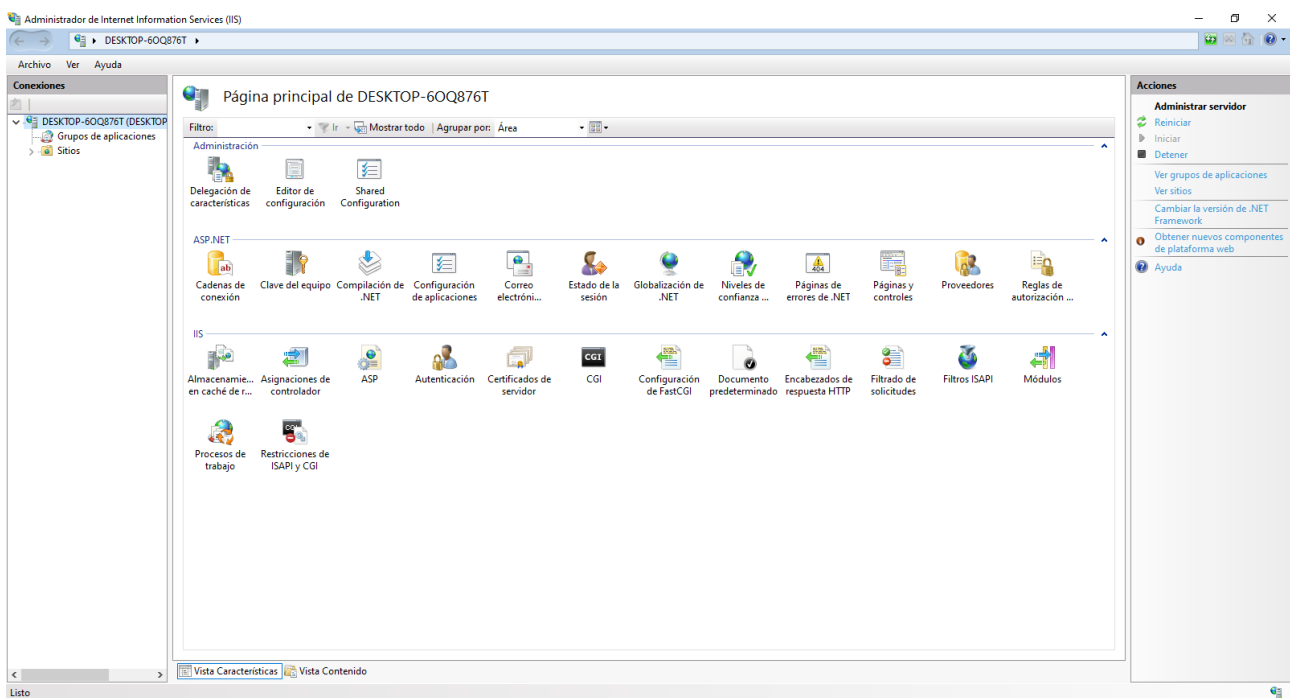 Administrador de Internet Information Services (IIS)
DESKTOP-6OQ876T
Archivo Ver Ayuda
Conexiones
DESKTOP-6OQ876T (DESKTOP
Grupos de aplicaciones
Sitios
Página principal de DESKTOP-6OQ876T
Filtro: Ir Mostrar todo Agrupar por: Área
Administración
Delegación de características
Editor de configuración
Shared Configuration
ASP.NET
Cadenas de conexión
Clave del equipo
Compilación de .NET
Configuración de aplicaciones
Correo electróni...
Estado de la sesión
Globalización de .NET
Niveles de confianza ...
Páginas de errores de .NET
Páginas y controles
Proveedores
Reglas de autorización ...
IIS
Almacenamie... en caché de r...
Asignaciones de controlador
ASP
Autenticación
Certificados de servidor
CGI
Configuración de FastCGI
Documento predeterminado
Encabezados de respuesta HTTP
Filtrado de solicitudes
Filtros ISAPI
Módulos
Procesos de trabajo
Restricciones de ISAPI y CGI
Vista Características Vista Contenido
Acciones
Administrar servidor
Reiniciar
Iniciar
Detener
Ver grupos de aplicaciones
Ver sitios
Cambiar la versión de .NET
Framework
Obtener nuevos componentes
de plataforma web
Ayuda
Listo